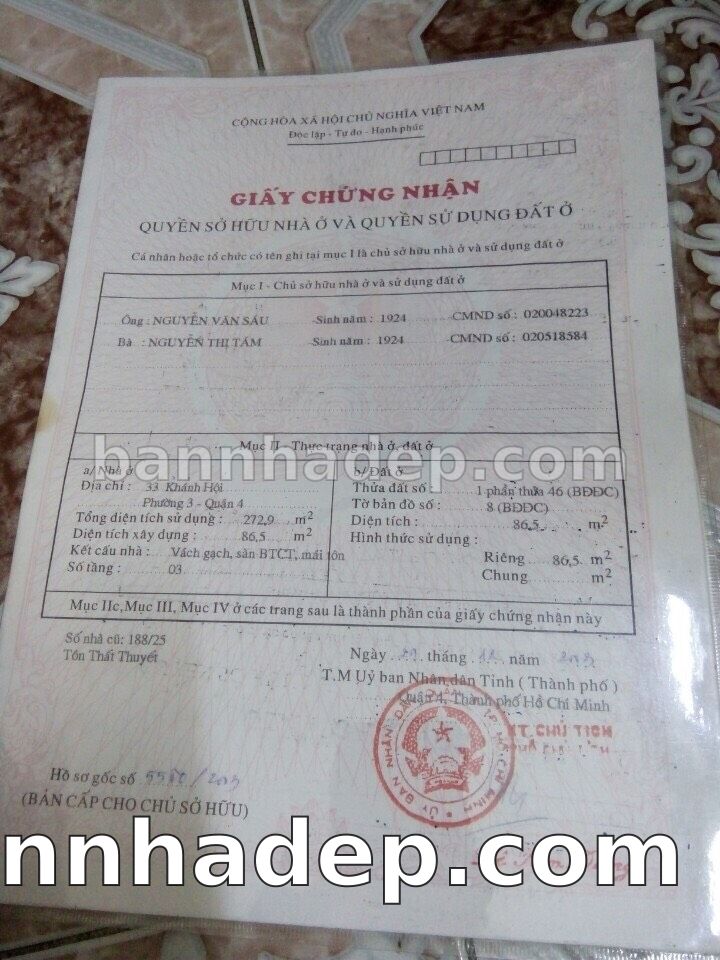 CỘNG HÒA XÃ HỘI CHỦ NGHĨA VIỆT NAM
Độc lập - Tự do - Hạnh phúc
GIẤY CHỨNG NHẬN
QUYỀN SỞ HỮU NHÀ Ở VÀ QUYỀN SỬ DỤNG ĐẤT Ở
Cá nhân hoặc tổ chức có tên ghi tại mục I là chủ sở hữu nhà ở và sử dụng đất ở
Mục I - Chủ sở hữu nhà ở và sử dụng đất ở
Ông : NGUYỄN VĂN SÁU Sinh năm : 1924 CMND số : 020048223
Bà : NGUYỄN THỊ TÁM Sinh năm : 1924 CMND số : 020518584
Mục II - Thực trạng nhà ở, đất ở
bannhadep.com
a/ Nhà ở
Địa chỉ : 33 Khánh Hội
Phường 3 - Quận 4
Tổng diện tích sử dụng : 272,9 m2
Diện tích xây dựng : 86,5 m2
Kết cấu nhà : Vách gạch, sàn BTCT, mái tôn
Số tầng : 03
b/ Đất ở
Thửa đất số : 1 phần thửa 46 (BĐĐC)
Tờ bản đồ số : 8 (BĐĐC)
Diện tích : 86,5 m2
Hình thức sử dụng :
Riêng 86,5 m2
Chung m2
Mục IIc,Mục III, Mục IV ở các trang sau là thành phần của giấy chứng nhận này
Số nhà cũ: 188/25
Tôn Thất Thuyết
Ngày tháng 12 năm
T.M Uỷ ban Nhân dân Tỉnh ( Thành phố )
Quận 4, Thành phố Hồ Chí Minh
KT. CHỦ TỊCH
Hồ sơ gốc số
(BẢN CẤP CHO CHỦ SỞ HỮU)
nnhadep.com